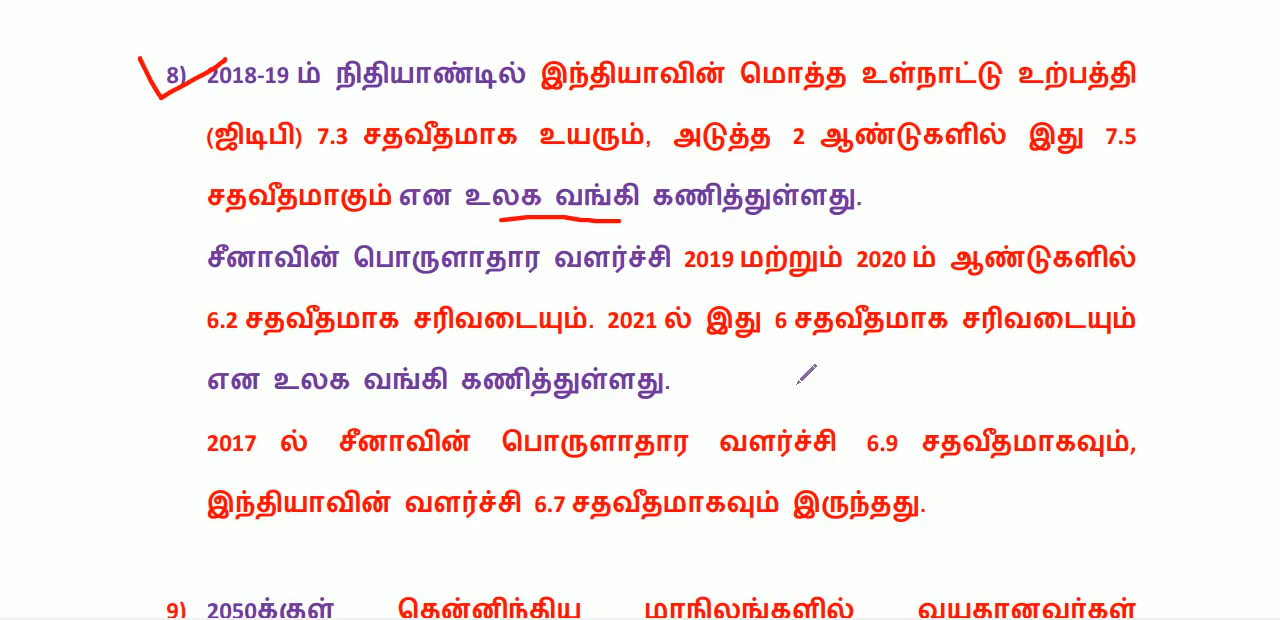 8) 2018-19 ம் நிதியாண்டில் இந்தியாவின் மொத்த உள்நாட்டு உற்பத்தி
(ஜிடிபி) 7.3 சதவீதமாக உயரும், அடுத்த 2 ஆண்டுகளில் இது 7.5
சதவீதமாகும் என உலக வங்கி கணித்துள்ளது.
சீனாவின் பொருளாதார வளர்ச்சி 2019 மற்றும் 2020 ம் ஆண்டுகளில்
6.2 சதவீதமாக சரிவடையும். 2021 ல் இது 6 சதவீதமாக சரிவடையும்
என உலக வங்கி கணித்துள்ளது.
2017 ல் சீனாவின் பொருளாதார வளர்ச்சி 6.9 சதவீதமாகவும்,
இந்தியாவின் வளர்ச்சி 6.7 சதவீதமாகவும் இருந்தது.
9) 2050க்குள் தென்னிந்திய மாநிலங்களில் வயதானவர்கள்